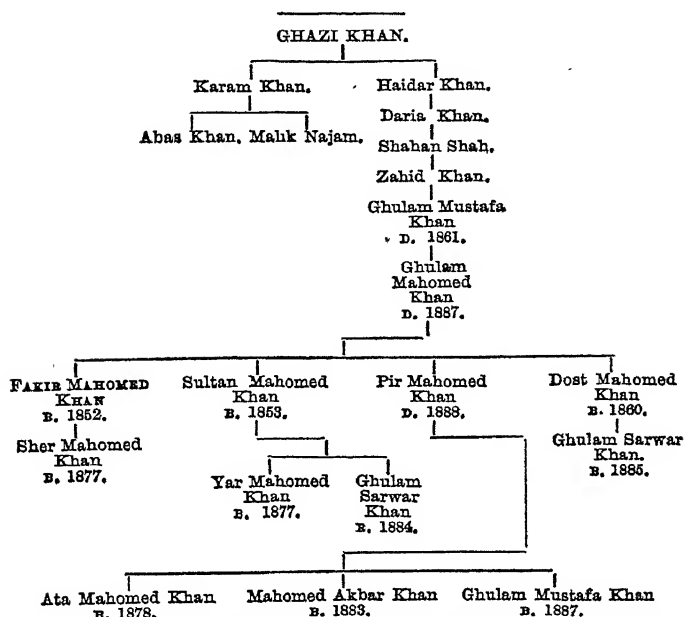 GHAZI KHAN.
Karam Khan. Haidar Khan.
Abas Khan. Malik Najam. Daria Khan.
Shahan Shah.
Zahid Khan.
Ghulam Mustafa
Khan
D. 1861.
Ghulam
Mahomed
Khan
D. 1887.
FAKIR MAHOMED
KHAN
B. 1852.
Sultan Mahomed
Khan
B. 1853.
Pir Mahomed
Khan
D. 1888.
Dost Mahomed
Khan
B. 1860.
Sher Mahomed
Khan
B. 1877.
Yar Mahomed
Khan
B. 1877.
Ghulam
Sarwar
Khan
B. 1884.
Ghulam Sarwar
Khan.
B. 1885.
Ata Mahomed Khan
B. 1878.
Mahomed Akbar Khan
B. 1883.
Ghulam Mustafa Khan
B. 1887.